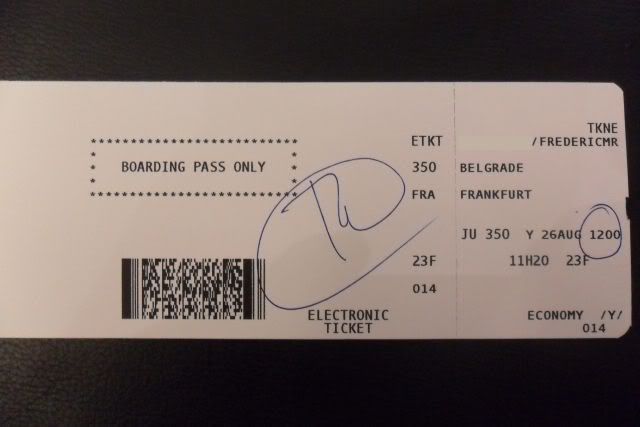 BOARDING PASS ONLY
ELECTRONIC
TICKET
ETKT
350
FRA
23F
014
TKNE
/FREDERICMR
BELGRADE
FRANKFURT
JU 350 Y 26AUG 1200
11H20 23F
ECONOMY /Y/
014